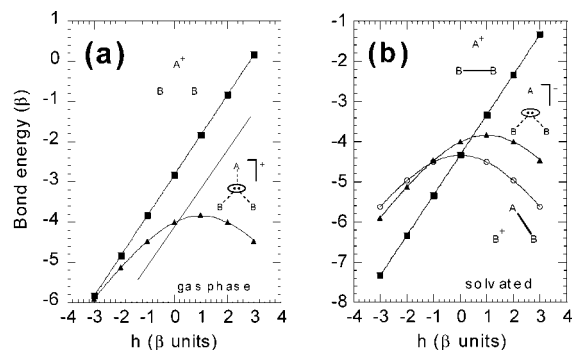 (a)
A+
B B
A ]+
B B
gas phase
Bond energy (β)
1
0
-1
-2
-3
-4
-5
-6
-4 -3 -2 -1 0 1 2 3 4
h (β units)
(b)
A+
B B
A ]-
B B
A
B+ B
solvated
-1
-2
-3
-4
-5
-6
-7
-8
-4 -3 -2 -1 0 1 2 3 4
h (β units)